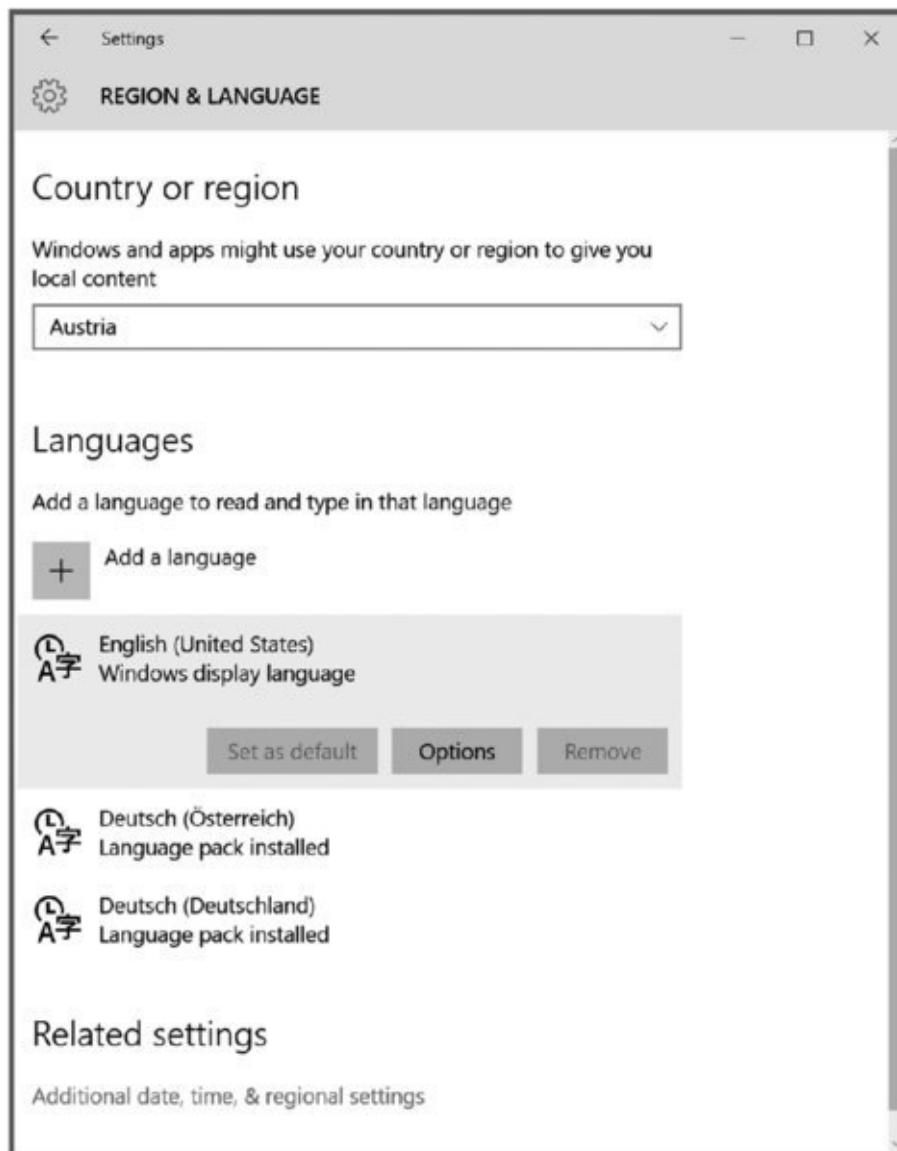 Settings
REGION & LANGUAGE
Country or region
Windows and apps might use your country or region to give you
local content
Austria
Languages
Add a language to read and type in that language
Add a language
English (United States)
Windows display language
Set as default Options Remove
Deutsch (Österreich)
Language pack installed
Deutsch (Deutschland)
Language pack installed
Related settings
Additional date, time, & regional settings